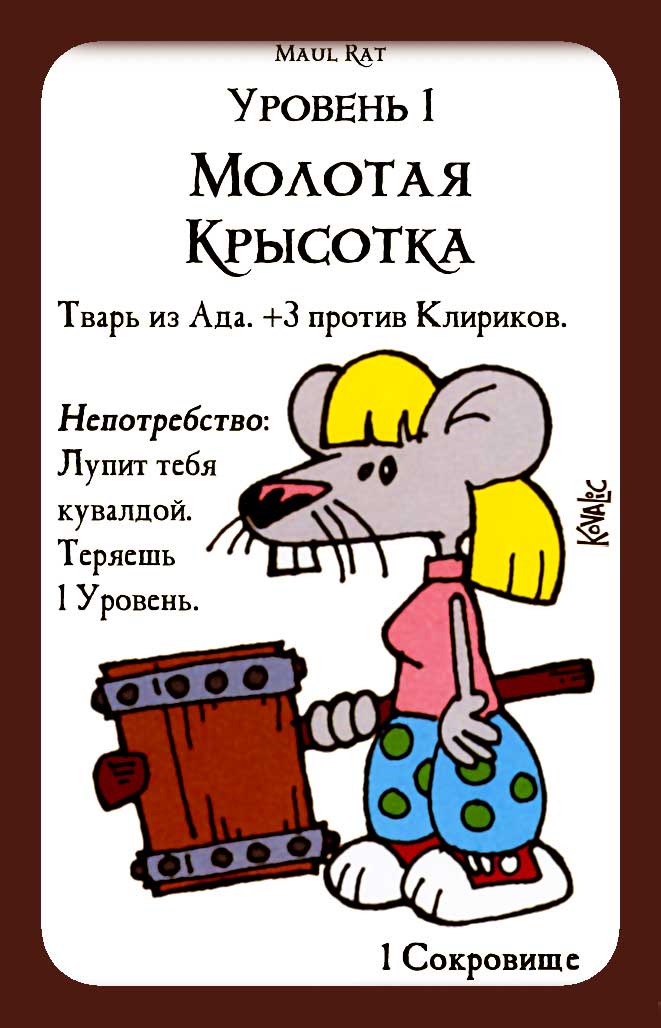 Maul Rat
Уровень 1
Молотая
Крысотка
Тварь из Ада. +3 против Клириков.
Непотребство:
Лупит тебя
кувалдой.
Теряешь
1 Уровень.
Kovalic
1 Сокровище